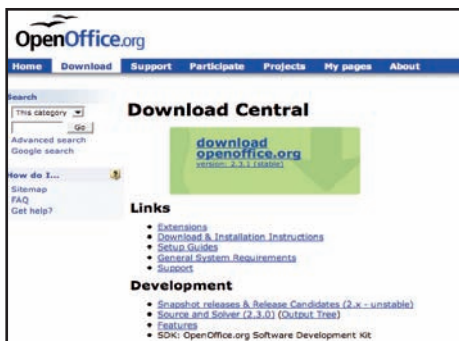 OpenOffice.org
Home Download Support Participate Projects My pages About
Search
This category
Go
Advanced search
Google search
How do I...
Sitemap
FAQ
Get help?
Download Central
download
openoffice.org
version: 2.3.1 (stable)
Links
Extensions
Download & Installation Instructions
Setup Guides
General System Requirements
Support
Development
Snapshot releases & Release Candidates (2.x - unstable)
Source and Solver (2.3.0) (Output Tree)
Features
SDK: OpenOffice.org Software Development Kit